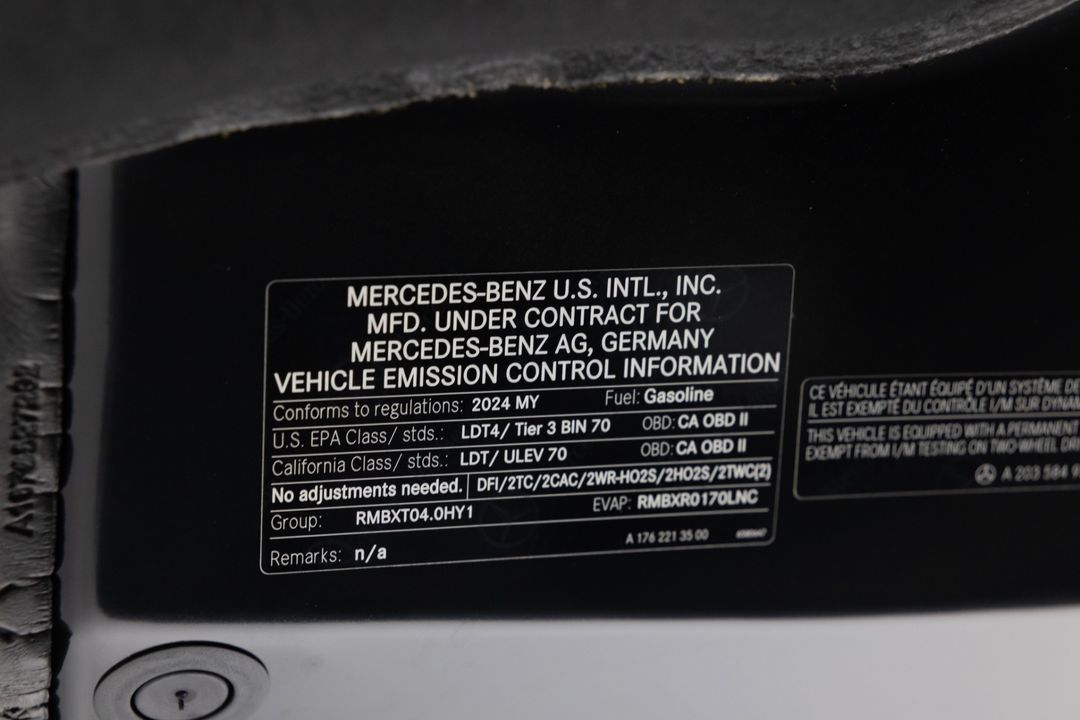 MERCEDES-BENZ U.S. INTL., INC.
MFD. UNDER CONTRACT FOR
MERCEDES-BENZ AG, GERMANY
VEHICLE EMISSION CONTROL INFORMATION
Conforms to regulations: 2024 MY Fuel: Gasoline
U.S. EPA Class/ stds.: LDT4/ Tier 3 BIN 70 OBD: CA OBD II
California Class/ stds.: LDT/ ULEV 70 OBD: CA OBD II
No adjustments needed. DFI/2TC/2CAC/2WR-HO2S/2HO2S/2TWC(2)
Group: RMBXT04.0HY1 EVAP: RMBXR0170LNC
Remarks: n/a A 176 221 35 00
CE VÉHICULE ÉTANT ÉQUIPÉ D'UN SYSTÈME DE
IL EST EXEMPTÉ DU CONTRÔLE I/M SUR
THIS VEHICLE IS EQUIPPED WITH A PERMANENT
EXEMPT FROM I/M TESTING ON TWO WHEEL
A 203 584